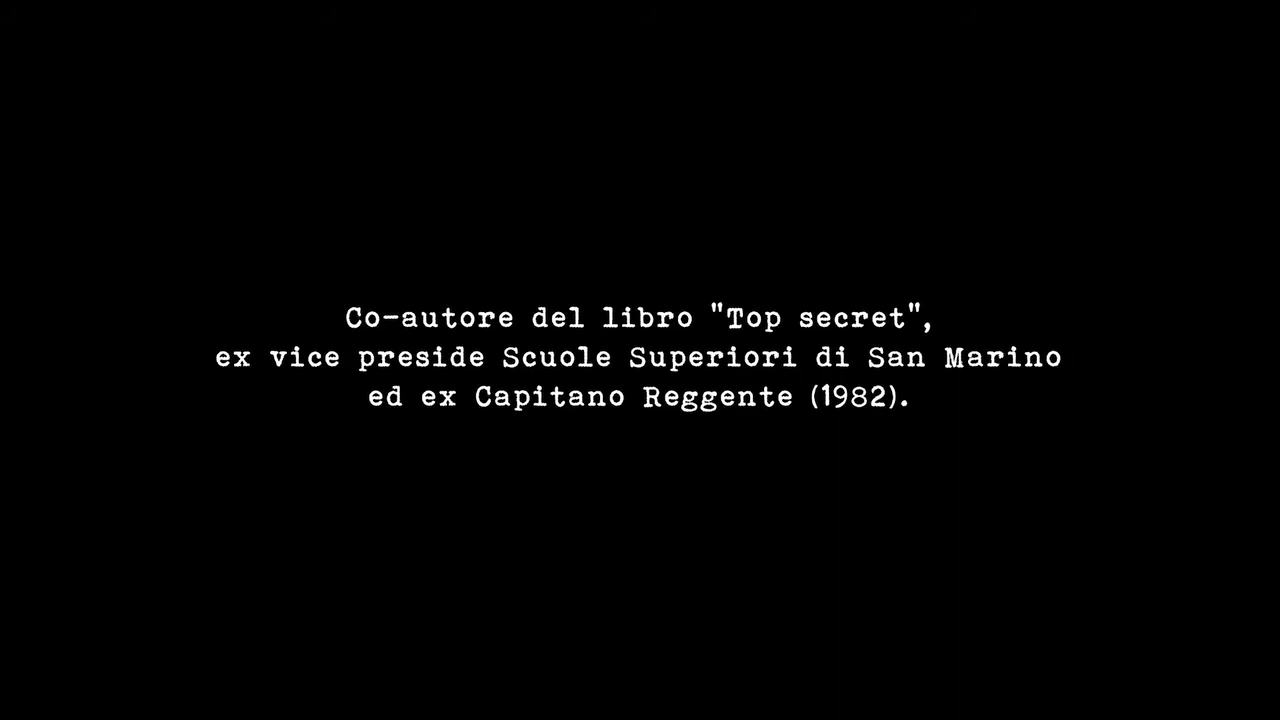 Co-autore del libro "Top secret",
ex vice preside Scuole Superiori di San Marino
ed ex Capitano Reggente (1982).